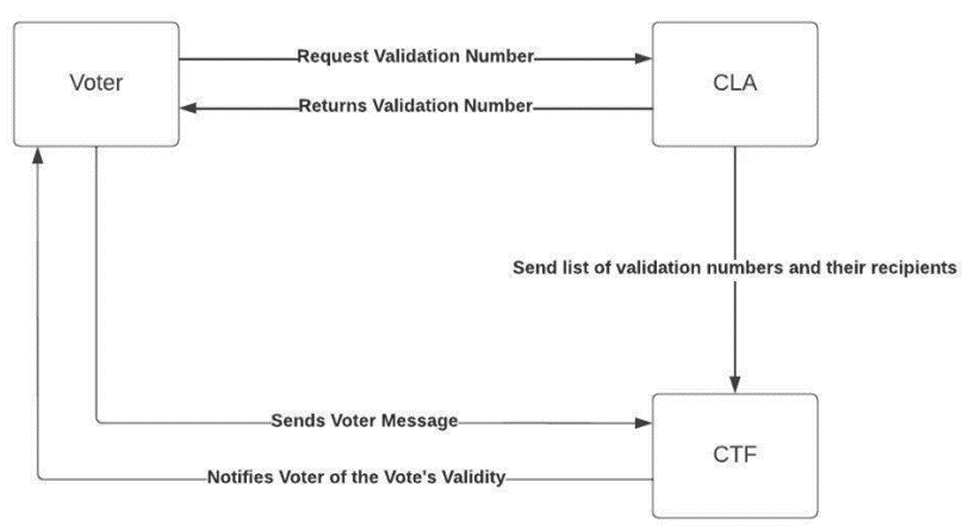 Request Validation Number
Voter
CLA
Returns Validation Number
Send list of validation numbers and their recipients
Sends Voter Message
CTF
Notifies Voter of the Vote's Validity